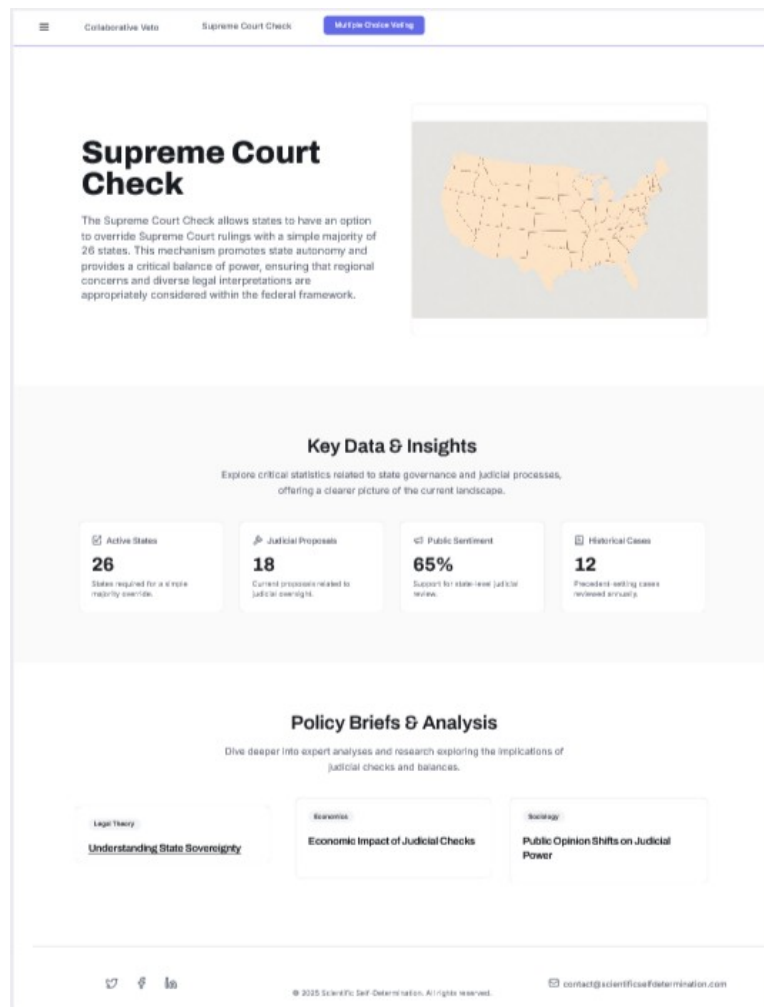 Collaborative Veto
Supreme Court Check
Multiple Choice Voting
Supreme Court
Check
The Supreme Court Check allows states to have an option
to override Supreme Court rulings with a simple majority of
26 states. This mechanism promotes state autonomy and
provides a critical balance of power, ensuring that regional
concerns and diverse legal interpretations are
appropriately considered within the federal framework.
Key Data & Insights
Explore critical statistics related to state governance and judicial processes,
offering a clearer picture of the current landscape.
Active States
26
States required for a simple
majority override.
Judicial Proposals
18
Current proposals related to
judicial oversight.
Public Sentiment
65%
Support for state-level judicial
review.
Historical Cases
12
Precedent-setting cases
reviewed annually.
Policy Briefs & Analysis
Dive deeper into expert analyses and research exploring the implications of
judicial checks and balances.
Legal Theory
Understanding State Sovereignty
Economics
Economic Impact of Judicial Checks
Sociology
Public Opinion Shifts on Judicial
Power
© 2025 Scientific Self-Determination. All rights reserved.
contact@scientificselfdetermination.com